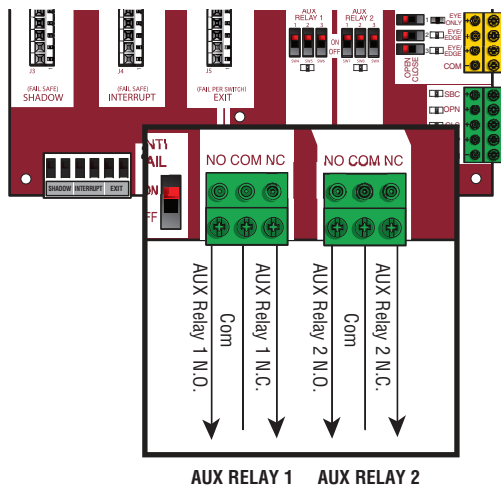 AUX RELAY 1
1 2 3
AUX RELAY 2
1 2 3
ON
OFF
SW4 SW5 SW6
SW7 SW8 SW9
1 EYE ONLY
2 EYE/ EDGE
3 EYE/ EDGE
COM
OPEN
CLOSE
J3
(FAIL SAFE)
SHADOW
J4
(FAIL SAFE)
INTERRUPT
J5
(FAIL PER SWITCH)
EXIT
SBC
OPN
SHADOW INTERRUPT EXIT
ON
NO COM NC
NO COM NC
AUX Relay 1 N.O.
Com
AUX Relay 1 N.C.
AUX Relay 2 N.O.
Com
AUX Relay 2 N.C.
AUX RELAY 1 AUX RELAY 2